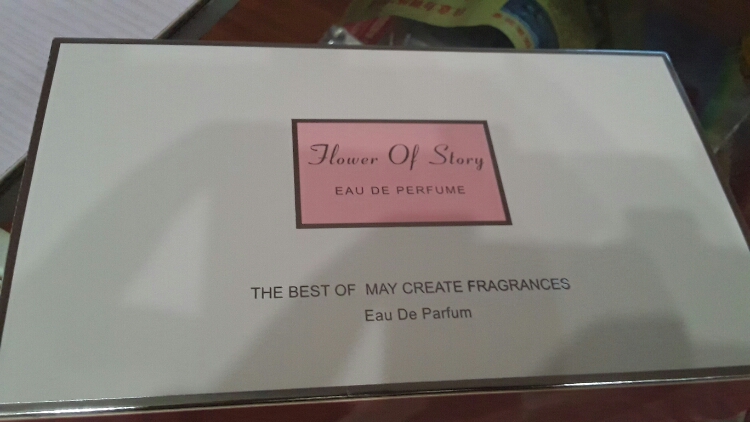 Flower Of Story
EAU DE PERFUME
THE BEST OF MAY CREATE FRAGRANCES
Eau De Parfum